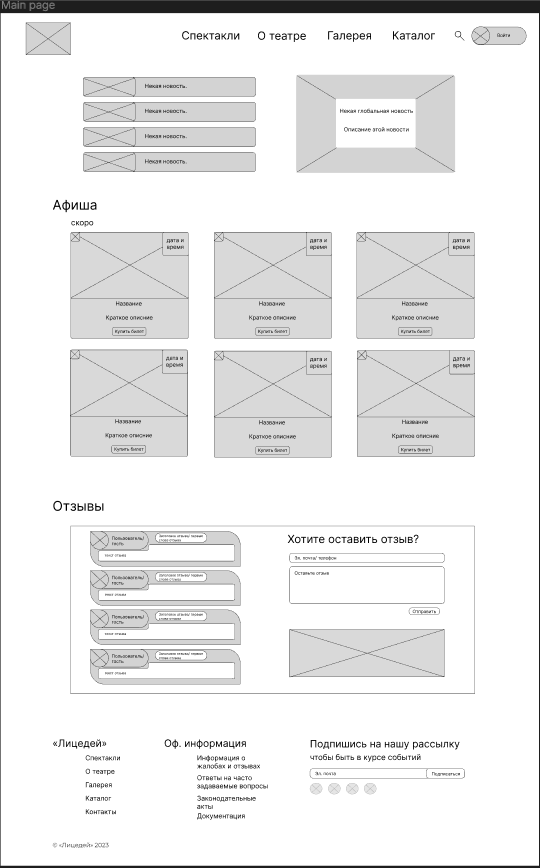 Main page
Спектакли О театре Галерея Каталог Войти
Некая новость.
Некая новость.
Некая новость.
Некая новость.
Некая глобальная новость
Описание этой новости
Афиша
скоро
дата и
время
Название
Краткое описние
Купить билет
дата и
время
Название
Краткое описние
Купить билет
дата и
время
Название
Краткое описние
Купить билет
дата и
время
Название
Краткое описние
Купить билет
дата и
время
Название
Краткое описние
Купить билет
дата и
время
Название
Краткое описние
Купить билет
Отзывы
Пользователь/
гость
Заголовок отзыва/ первые
слова отзыва
текст отзыва
Пользователь/
гость
Заголовок отзыва/ первые
слова отзыва
текст отзыва
Пользователь/
гость
Заголовок отзыва/ первые
слова отзыва
текст отзыва
Пользователь/
гость
Заголовок отзыва/ первые
слова отзыва
текст отзыва
Хотите оставить отзыв?
Эл. почта/ телефон
Оставьте отзыв
Отправить
«Лицедей»
Спектакли
О театре
Галерея
Каталог
Контакты
Оф. информация
Информация о
жалобах и отзывах
Ответы на часто
задаваемые вопросы
Законодательные
акты
Документация
Подпишись на нашу рассылку
чтобы быть в курсе событий
Эл. почта
Подписаться
© «Лицедей» 2023